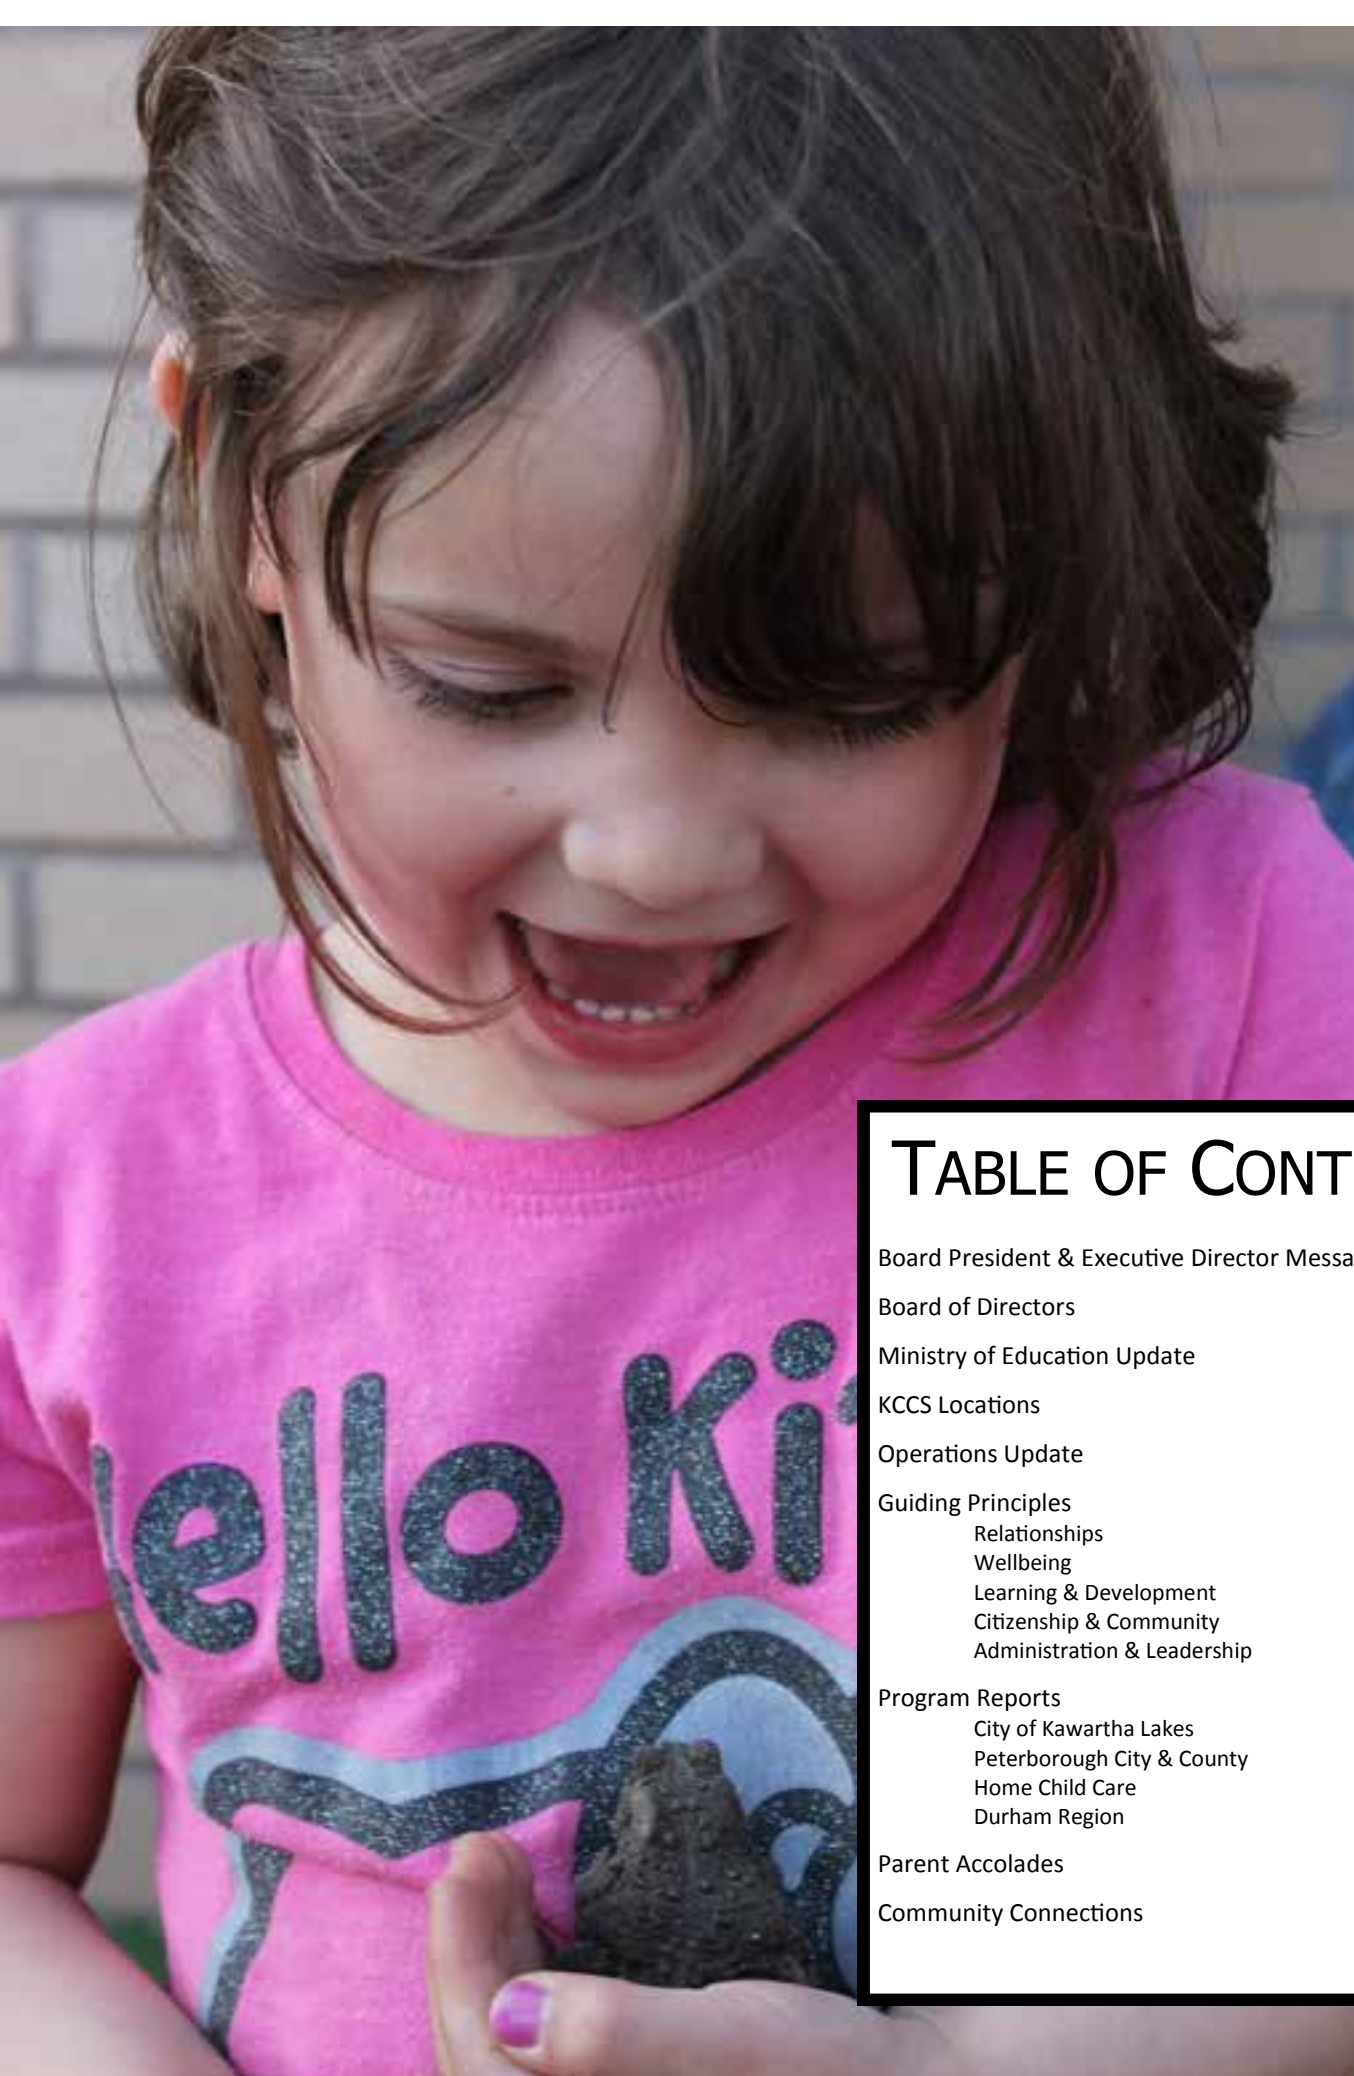 TABLE OF CONT
Board President & Executive Director Messa
Board of Directors
Ministry of Education Update
KCCS Locations
Operations Update
Guiding Principles
Relationships
Wellbeing
Learning & Development
Citizenship & Community
Administration & Leadership
ello Ki
Program Reports
City of Kawartha Lakes
Peterborough City & County
Home Child Care
Durham Region
Parent Accolades
Community Connections